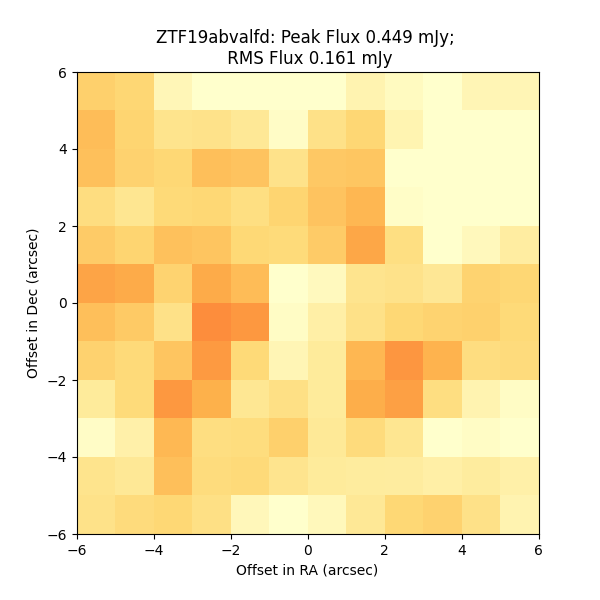 ZTF19abvalfd: Peak Flux 0.449 mJy;
RMS Flux 0.161 mJy
6
4
2
0
−2
−4
−6
Offset in Dec (arcsec)
−6 −4 −2 0 2 4 6
Offset in RA (arcsec)